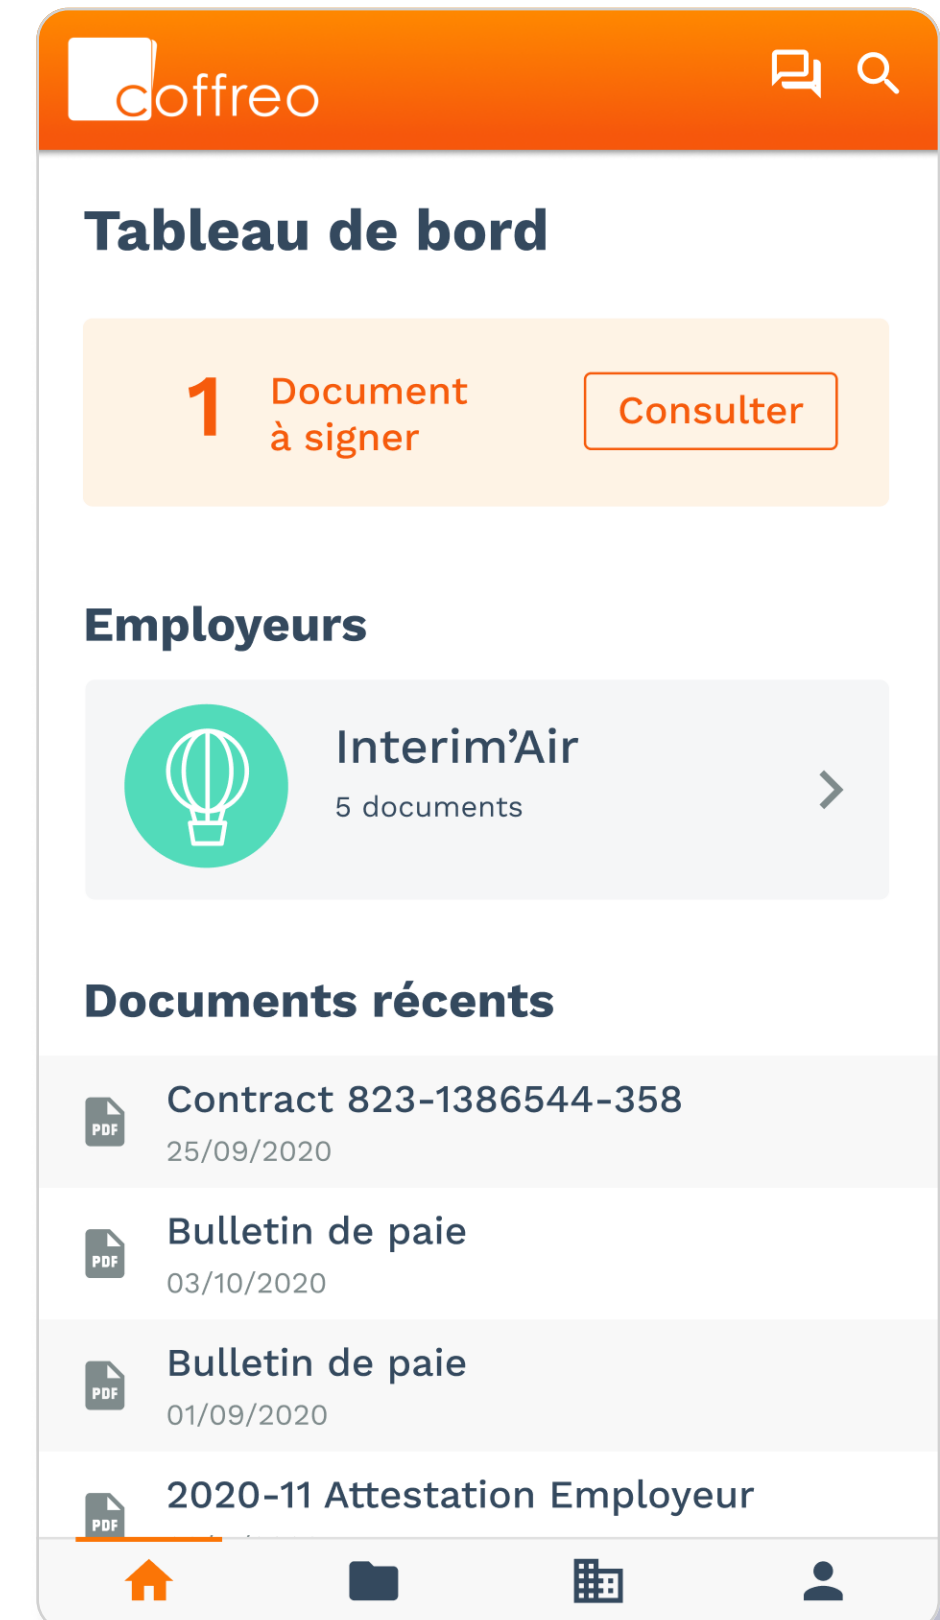 coffreo
Tableau de bord
1
Document
à signer
Consulter
Employeurs
Interim’Air
5 documents
Documents récents
PDF
Contract 823-1386544-358
25/09/2020
PDF
Bulletin de paie
03/10/2020
PDF
Bulletin de paie
01/09/2020
PDF
2020-11 Attestation Employeur